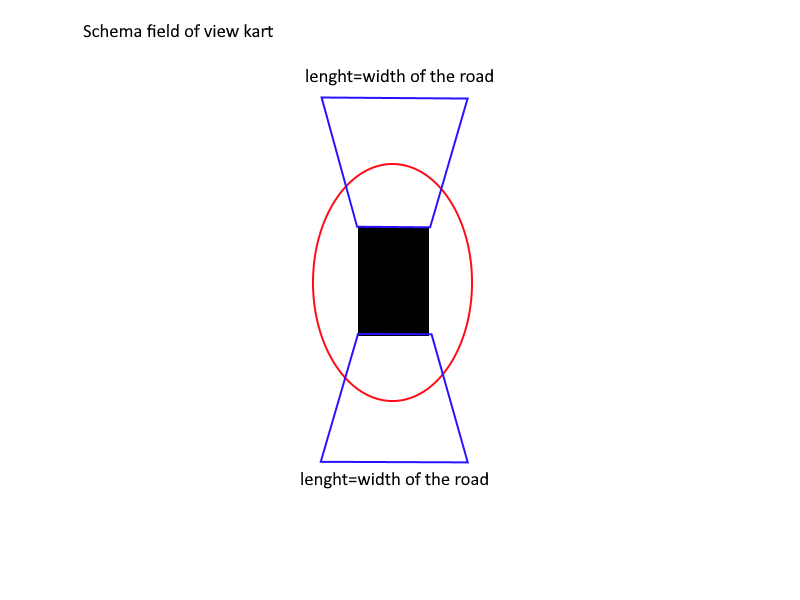 Schema field of view kart
lenght=width of the road
lenght=width of the road